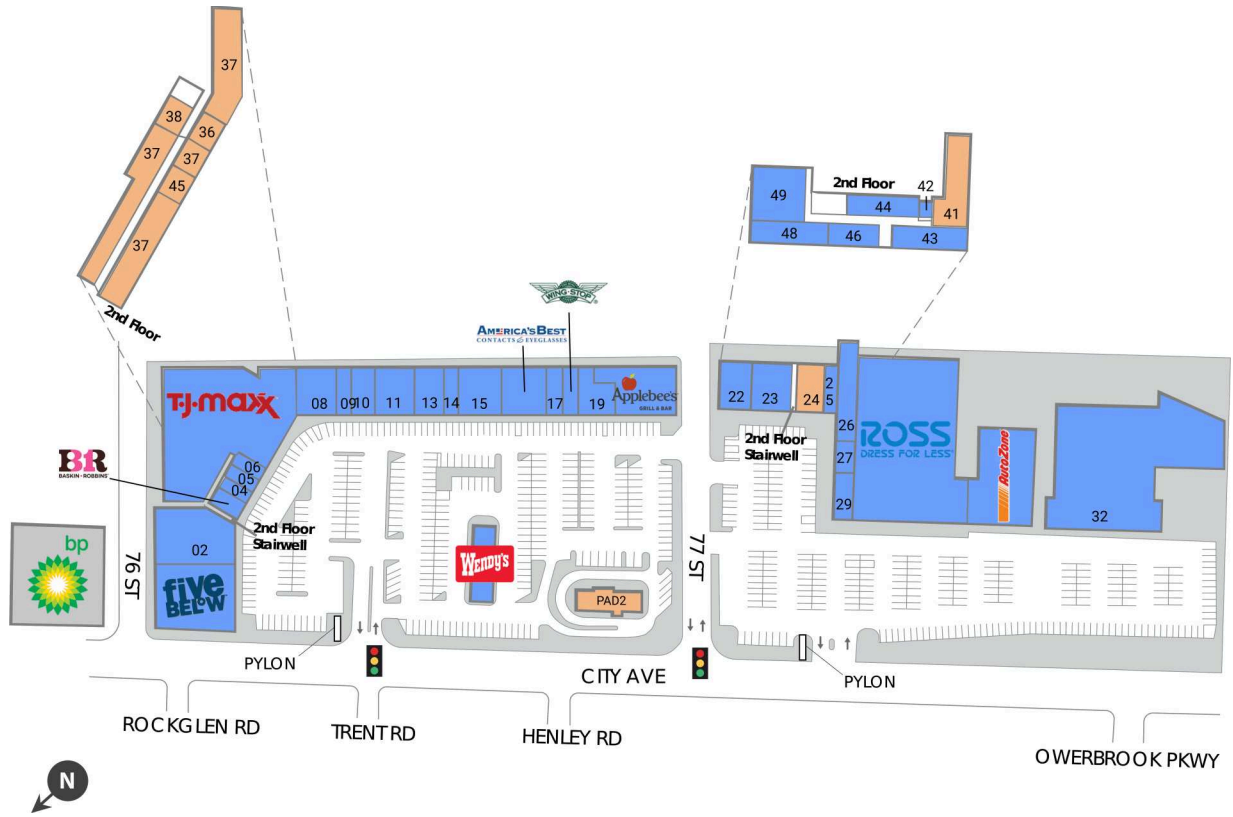 37
38
36
37
37
45
37
2nd Floor
2nd Floor
42
49
44
41
48
46
43
WING·STOP
AMERICA'S BEST
CONTACTS & EYEGLASSES
T·J·maxx
08
09
10
11
13
14
15
17
19
Applebee's
GRILL & BAR
22
23
24
2
5
26
27
29
2nd Floor
Stairwell
ROSS
DRESS FOR LESS
AutoZone
32
BR
BASKIN·ROBBINS
06
05
04
2nd Floor
Stairwell
bp
76 ST
02
five
BELOW
WENDY'S
PAD2
77 ST
PYLON
CITY AVE
PYLON
ROCKGLEN RD
TRENT RD
HENLEY RD
OWERBROOK PKWY
N